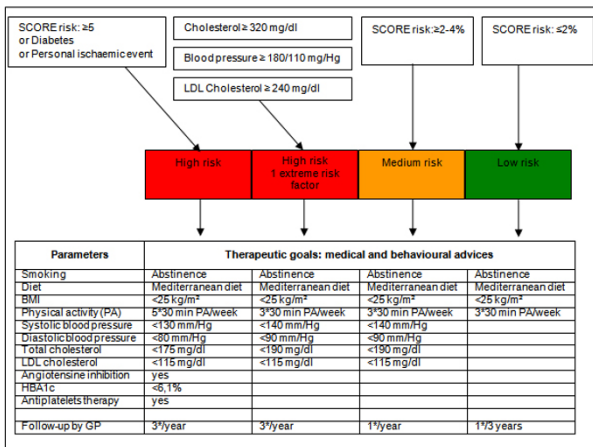 SCORE risk: ≥5
or Diabetes
or Personal ischaemic event
Cholesterol ≥ 320 mg/dl
Blood pressure ≥ 180/110 mg/Hg
LDL Cholesterol ≥ 240 mg/dl
SCORE risk:≥2-4%
SCORE risk: ≤2%
High risk
High risk
1 extreme risk
factor
Medium risk
Low risk
Parameters Therapeutic goals: medical and behavioural advices
Smoking Abstinence Abstinence Abstinence Abstinence
Diet Mediterranean diet Mediterranean diet Mediterranean diet Mediterranean diet
BMI <25 kg/m² <25 kg/m² <25 kg/m² <25 kg/m²
Physical activity (PA) 5*30 min PA/week 3*30 min PA/week 3*30 min PA/week 3*30 min PA/week
Systolic blood pressure <130 mm/Hg <140 mm/Hg <140 mm/Hg
Diastolic blood pressure <80 mm/Hg <90 mm/Hg <90 mm/Hg
Total cholesterol <175 mg/dl <190 mg/dl <190 mg/dl
LDL cholesterol <115 mg/dl <115 mg/dl <115 mg/dl
Angiotensine inhibition yes
HBA1c <6,1%
Antiplatelets therapy yes
Follow-up by GP 3*/year 3*/year 1*/year 1*/3 years